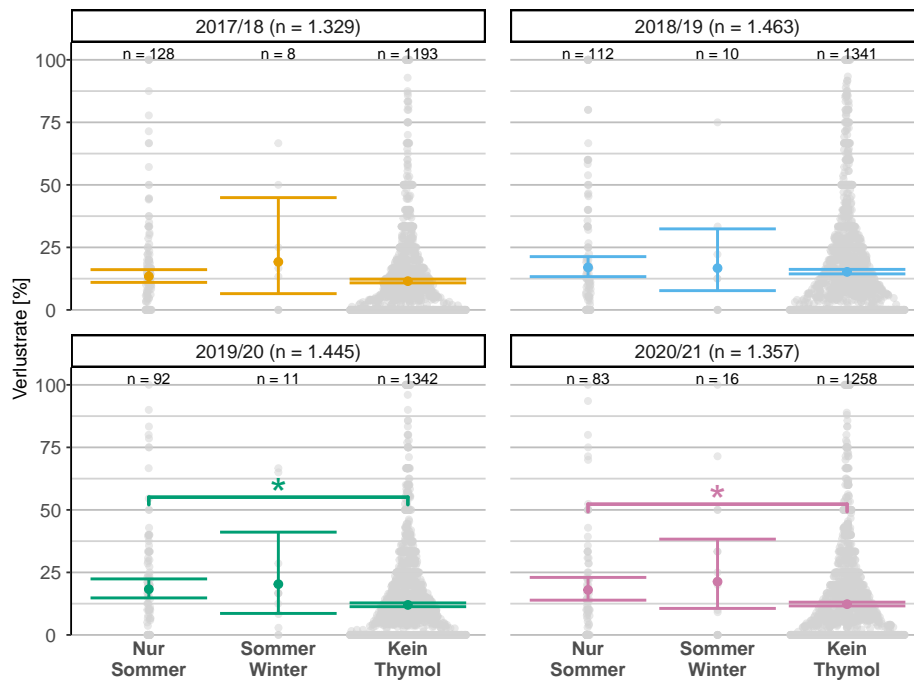 2017/18 (n = 1.329)
2018/19 (n = 1.463)
n = 128 n = 8 n = 1193
n = 112 n = 10 n = 1341
100
75
50
25
0
2019/20 (n = 1.445)
2020/21 (n = 1.357)
n = 92 n = 11 n = 1342
n = 83 n = 16 n = 1258
*
*
100
75
50
25
0
Verlustrate [%]
Nur
Sommer
Sommer
Winter
Kein
Thymol
Nur
Sommer
Sommer
Winter
Kein
Thymol